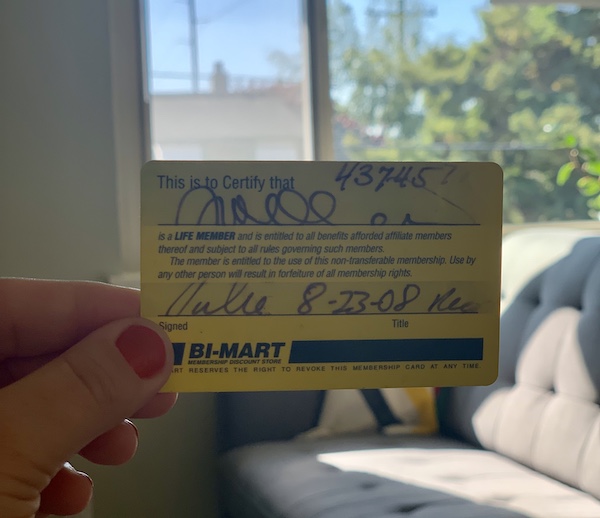 This is to Certify that 43745
is a LIFE MEMBER and is entitled to all benefits afforded affiliate members
thereof and subject to all rules governing such members.
The member is entitled to the use of this non-transferable membership. Use by
any other person will result in forfeiture of all membership rights.
8-23-08
Signed Title
BI-MART
MEMBERSHIP DISCOUNT STORE
RT RESERVES THE RIGHT TO REVOKE THIS MEMBERSHIP CARD AT ANY TIME